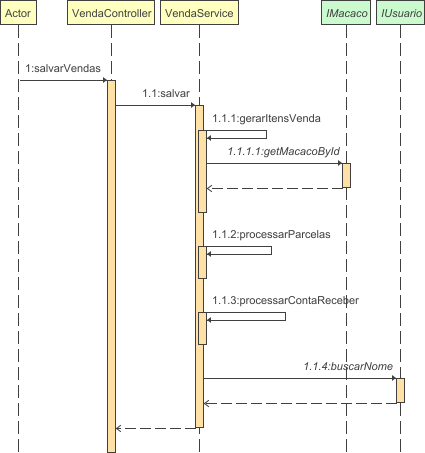 Actor
VendaController
VendaService
IMacaco
IUsuario
1:salvarVendas
1.1:salvar
1.1.1:gerarItensVenda
1.1.1.1:getMacacoById
1.1.2:processarParcelas
1.1.3:processarContaReceber
1.1.4:buscarNome